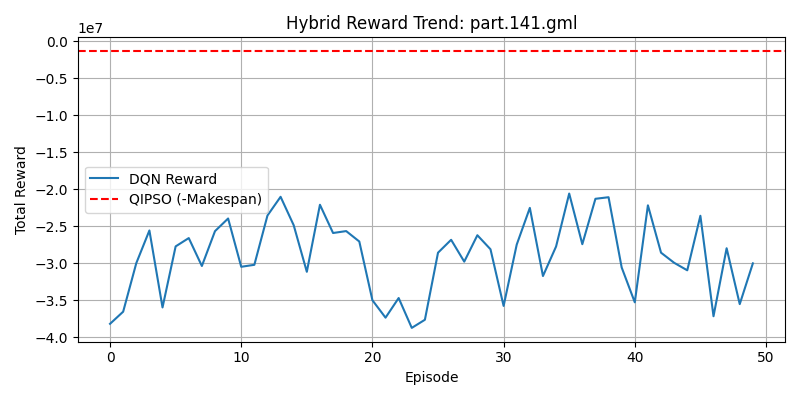 Hybrid Reward Trend: part.141.gml
1e7
0.0
−0.5
−1.0
−1.5
−2.0
−2.5
−3.0
−3.5
−4.0
Total Reward
DQN Reward
QIPSO (-Makespan)
0
10
20
30
40
50
Episode